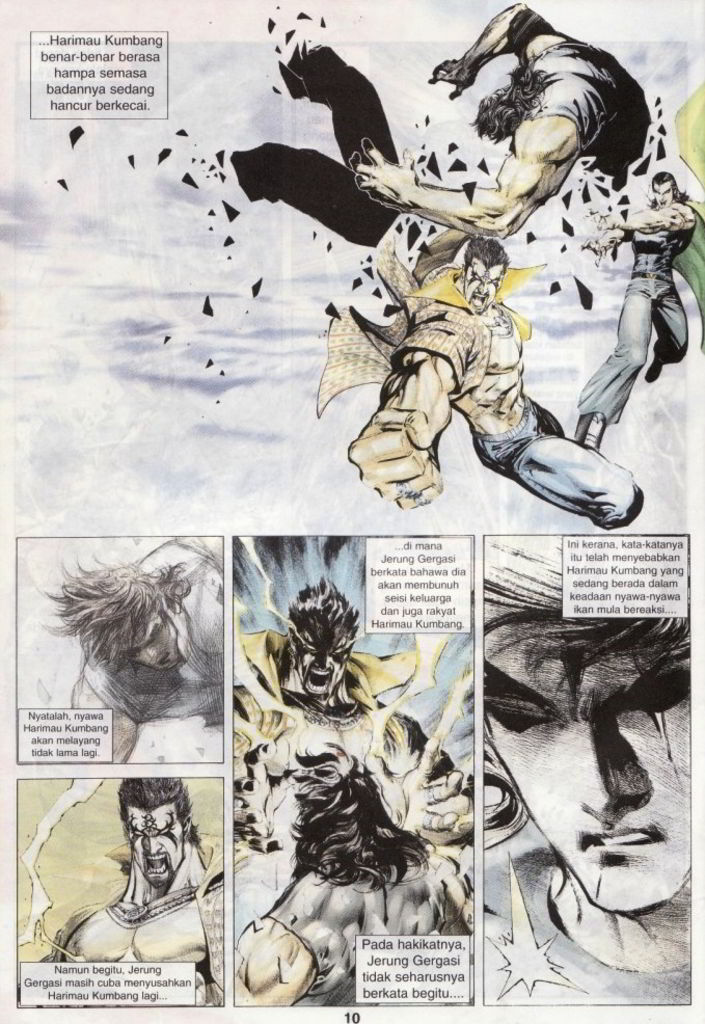 ...Harimau Kumbang
benar-benar berasa
hampa semasa
badannya sedang
hancur berkecai.
Nyatalah, nyawa
Harimau Kumbang
akan melayang
tidak lama lagi.
Namun begitu, Jerung
Gergasi masih cuba menyusahkan
Harimau Kumbang lagi...
...di mana
Jerung Gergasi
berkata bahawa dia
akan membunuh
seisi keluarga
dan juga rakyat
Harimau Kumbang.
Pada hakikatnya,
Jerung Gergasi
tidak seharusnya
berkata begitu....
Ini kerana, kata-katanya
itu telah menyebabkan
Harimau Kumbang yang
sedang berada dalam
keadaan nyawa-nyawa
ikan mula bereaksi....
10